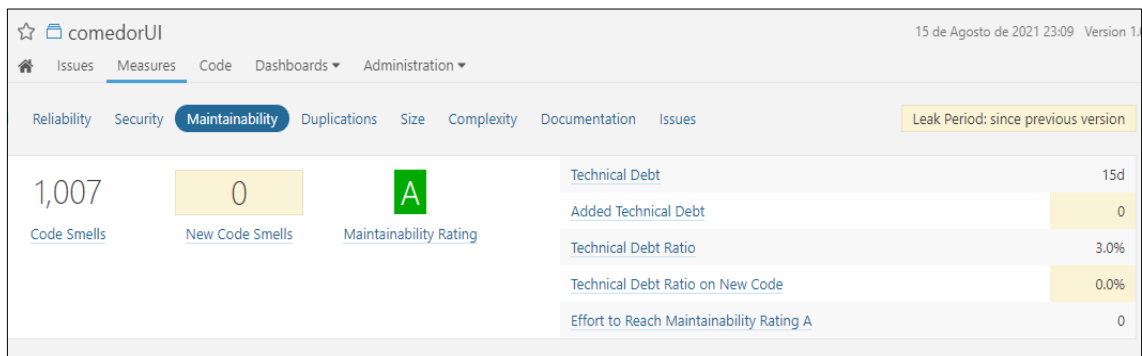 comedorUI 15 de Agosto de 2021 23:09 Version 1.
Issues Measures Code Dashboards Administration
Reliability Security Maintainability Duplications Size Complexity Documentation Issues Leak Period: since previous version
1,007 0 A
Code Smells New Code Smells Maintainability Rating
Technical Debt 15d
Added Technical Debt 0
Technical Debt Ratio 3.0%
Technical Debt Ratio on New Code 0.0%
Effort to Reach Maintainability Rating A 0